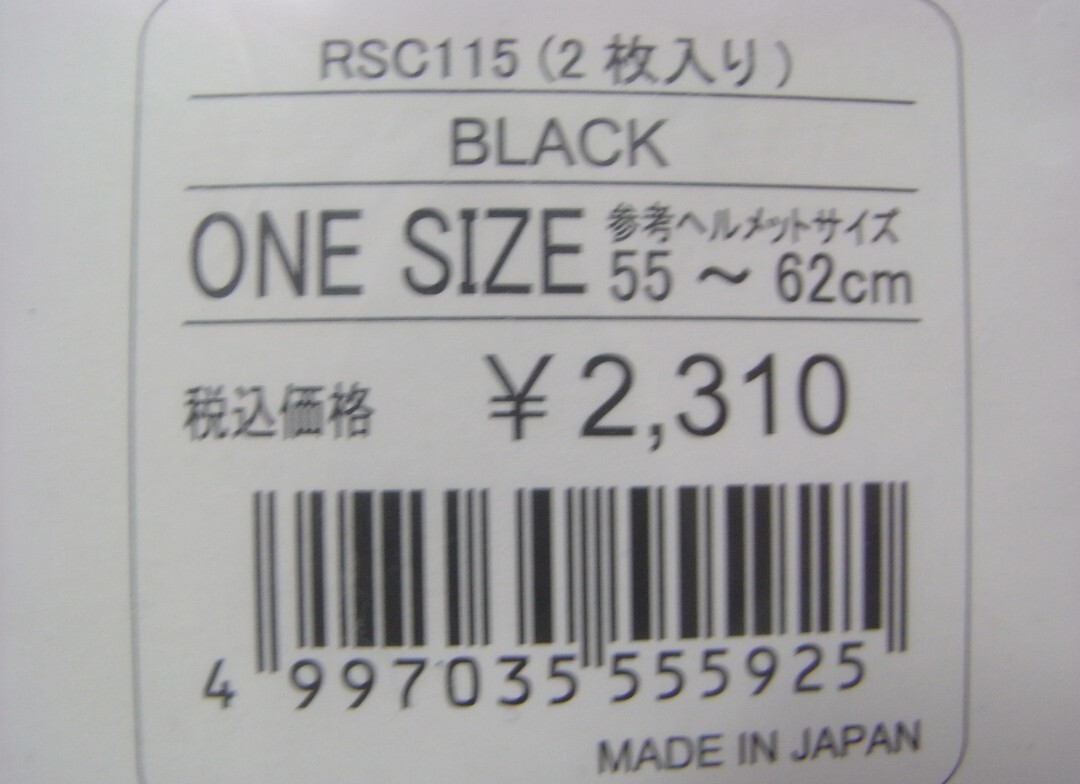 RSC115(2枚入り)
BLACK
ONE SIZE 参考ヘルメットサイズ
55 ～ 62cm
税込価格 ¥2,310
4 997035 555925
MADE IN JAPAN